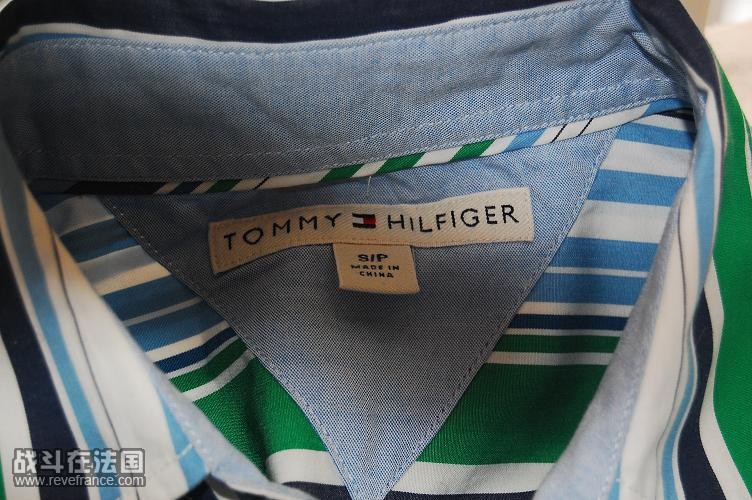 TOMMY HILFIGER
S/P
MADE IN
CHINA
战斗在法国
www.revefrance.com